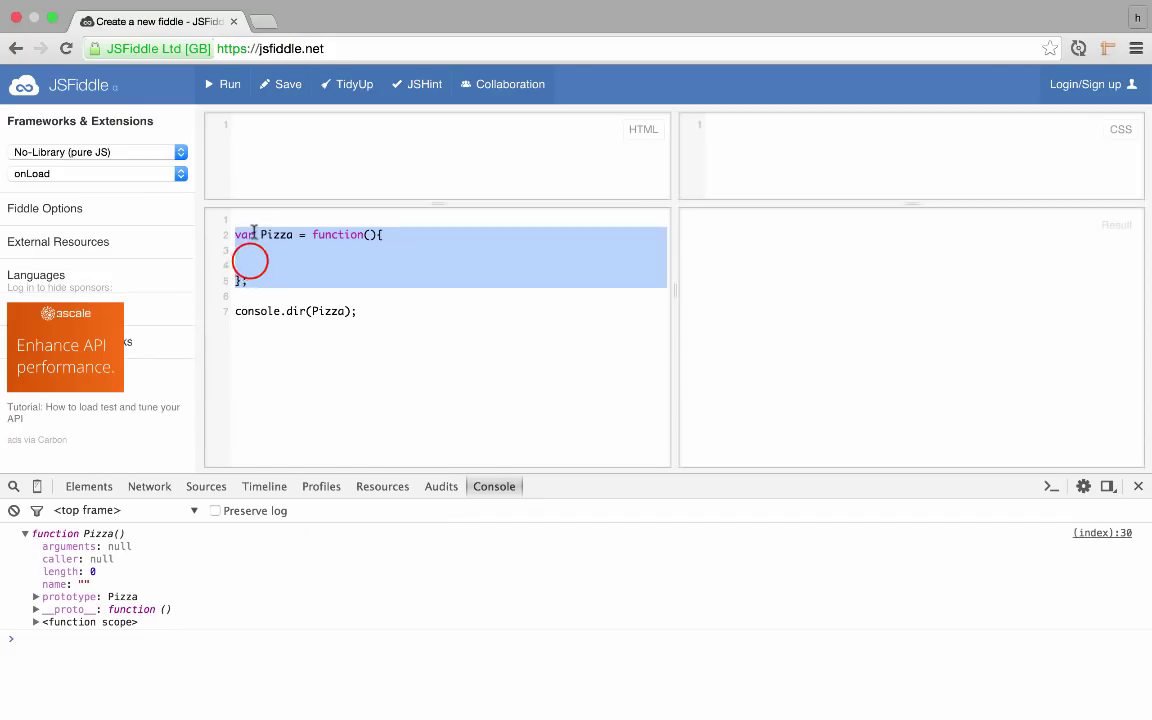 Create a new fiddle - JSFidd
h
JSFiddle Ltd [GB] https://jsfiddle.net
JSFiddle α
Run
Save
TidyUp
JSHint
Collaboration
Login/Sign up
Frameworks & Extensions
No-Library (pure JS)
onLoad
Fiddle Options
External Resources
Languages
Log in to hide sponsors:
3scale
Enhance API
performance.
ks
Tutorial: How to load test and tune your
API
ads via Carbon
1
HTML
1
CSS
1
2 var Pizza = function(){
3
4
5 };
6
7 console.dir(Pizza);
Result
Elements
Network
Sources
Timeline
Profiles
Resources
Audits
Console
<top frame>
Preserve log
function Pizza()
(index):30
arguments: null
caller: null
length: 0
name: ""
prototype: Pizza
__proto__: function ()
<function scope>